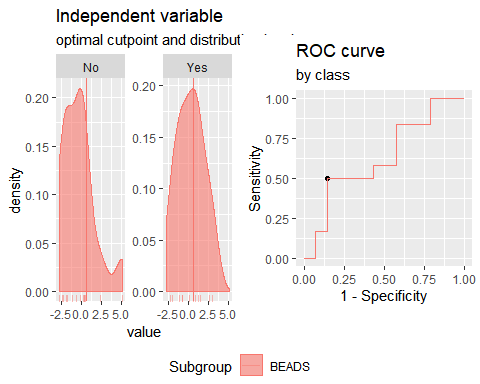 Independent variable
optimal cutpoint and distribut
No
Yes
0.20
0.15
0.10
0.05
0.00
0.20
0.15
0.10
0.05
0.00
density
-2.5 0.0 2.5 5.0
-2.5 0.0 2.5 5.0
value
ROC curve
by class
1.00
0.75
0.50
0.25
0.00
Sensitivity
0.00 0.25 0.50 0.75 1.00
1 - Specificity
Subgroup BEADS